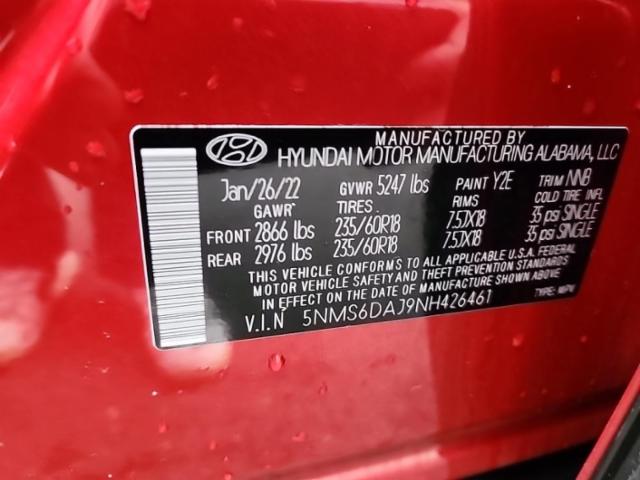 MANUFACTURED BY
HYUNDAI MOTOR MANUFACTURING ALABAMA, LLC
Jan/26/22 GVWR 5247 lbs PAINT Y2E TRIM NNB
GAWR TIRES RIMS COLD TIRE INFL
FRONT 2866 lbs 235/60R18 7.5JX18 35 psi SINGLE
REAR 2976 lbs 235/60R18 7.5JX18 35 psi SINGLE
THIS VEHICLE CONFORMS TO ALL APPLICABLE U.S.A. FEDERAL
MOTOR VEHICLE SAFETY AND THEFT PREVENTION STANDARDS
IN EFFECT ON THE DATE OF MANUFACTURE SHOWN ABOVE.
V.I.N 5NMS6DAJ9NH426461 TYPE: MPV